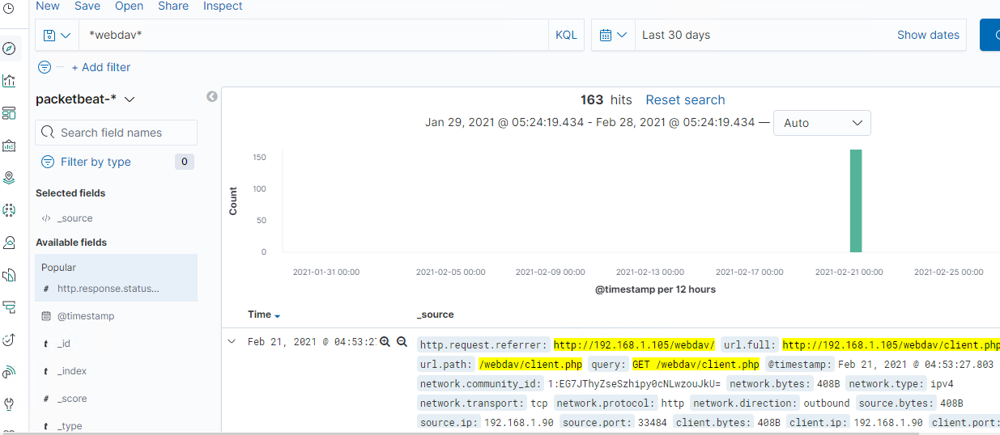 New Save Open Share Inspect
*webdav* KQL Last 30 days Show dates
+ Add filter
packetbeat-*
Search field names
Filter by type 0
Selected fields
_source
Available fields
Popular
# http.response.status...
@timestamp
t _id
t _index
# _score
t _type
163 hits Reset search
Jan 29, 2021 @ 05:24:19.434 - Feb 28, 2021 @ 05:24:19.434 — Auto
Count
150
100
50
0
2021-01-31 00:00 2021-02-05 00:00 2021-02-09 00:00 2021-02-13 00:00 2021-02-17 00:00 2021-02-21 00:00 2021-02-25 00:00
@timestamp per 12 hours
Time _source
Feb 21, 2021 @ 04:53:27 http.request.referrer: http://192.168.1.105/webdav/ url.full: http://192.168.1.105/webdav/client.php
url.path: /webdav/client.php query: GET /webdav/client.php @timestamp: Feb 21, 2021 @ 04:53:27.803
network.community_id: 1:EG7JThyZseSzhipy0cNLwzouJkU= network.bytes: 408B network.type: ipv4
network.transport: tcp network.protocol: http network.direction: outbound source.bytes: 408B
source.ip: 192.168.1.90 source.port: 33484 client.bytes: 408B client.ip: 192.168.1.90 client.port: